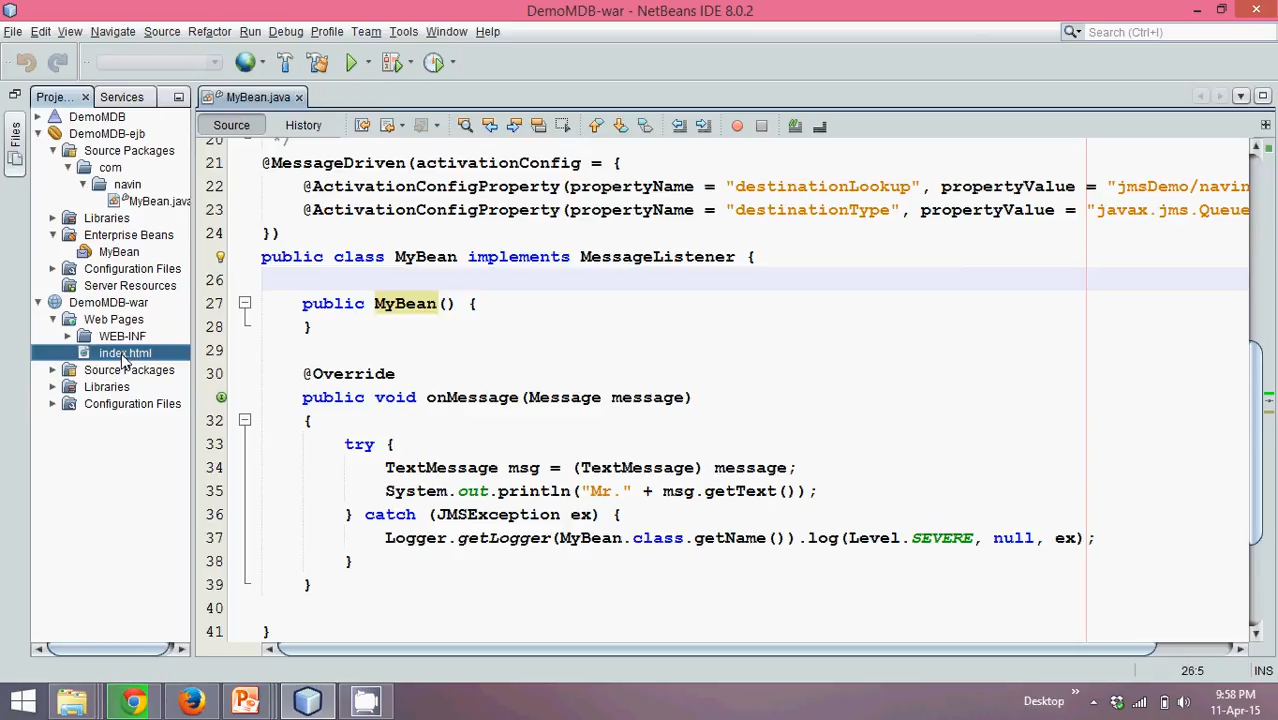 DemoMDB-war - NetBeans IDE 8.0.2
File Edit View Navigate Source Refactor Run Debug Profile Team Tools Window Help
Search (Ctrl+I)
Proje... Services
MyBean.java
Files
Source History
DemoMDB
DemoMDB-ejb
Source Packages
com
navin
MyBean.java
Libraries
Enterprise Beans
MyBean
Configuration Files
Server Resources
DemoMDB-war
Web Pages
WEB-INF
index.html
Source Packages
Libraries
Configuration Files
20 */
21 @MessageDriven(activationConfig = {
22 @ActivationConfigProperty(propertyName = "destinationLookup", propertyValue = "jmsDemo/navin
23 @ActivationConfigProperty(propertyName = "destinationType", propertyValue = "javax.jms.Queue
24 })
public class MyBean implements MessageListener {
26
27 public MyBean() {
28 }
29
30 @Override
public void onMessage(Message message)
32 {
33 try {
34 TextMessage msg = (TextMessage) message;
35 System.out.println("Mr." + msg.getText());
36 } catch (JMSException ex) {
37 Logger.getLogger(MyBean.class.getName()).log(Level.SEVERE, null, ex);
38 }
39 }
40
41 }
26:5 INS
Desktop
9:58 PM
11-Apr-15